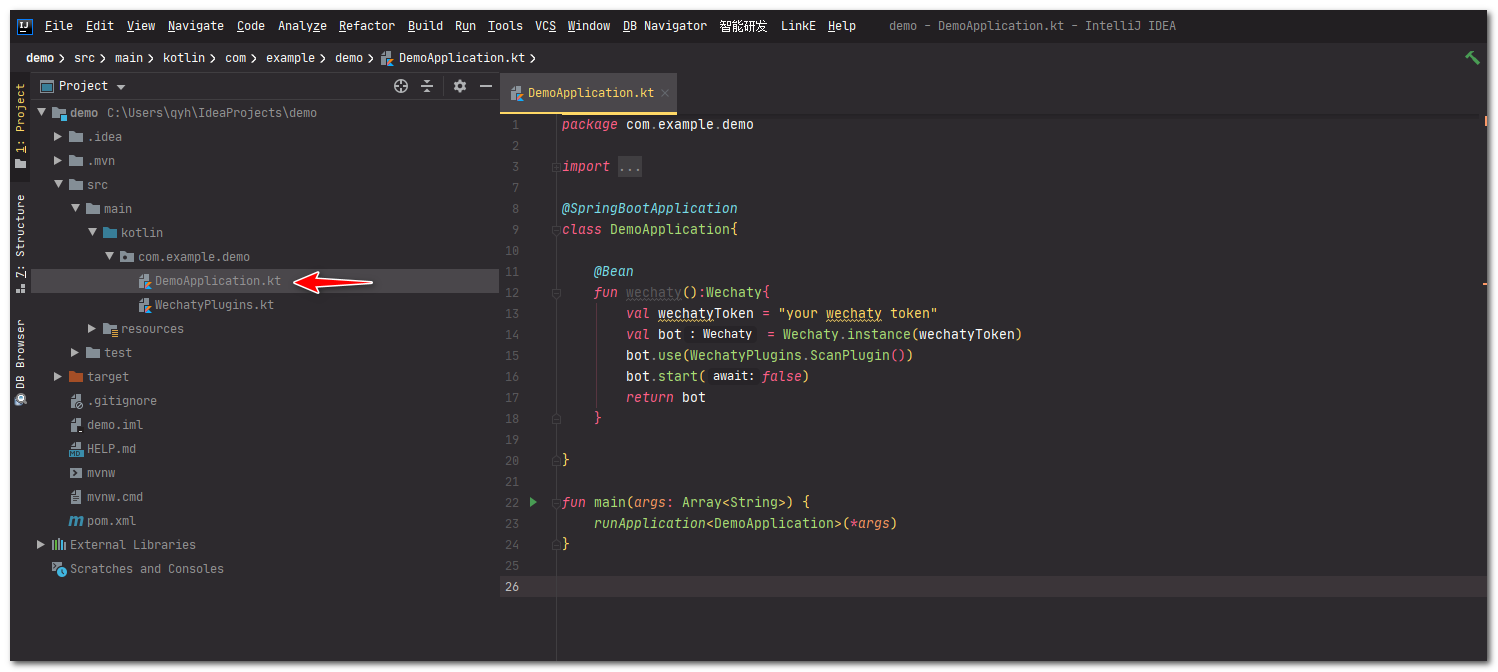 File Edit View Navigate Code Analyze Refactor Build Run Tools VCS Window DB Navigator 智能研发 LinkE Help demo - DemoApplication.kt - IntelliJ IDEA
demo src main kotlin com example demo DemoApplication.kt
1: Project
7: Structure
DB Browser
Project
demo C:\Users\qyh\IdeaProjects\demo
.idea
.mvn
src
main
kotlin
com.example.demo
DemoApplication.kt
WechatyPlugins.kt
resources
test
target
.gitignore
demo.iml
HELP.md
mvnw
mvnw.cmd
pom.xml
External Libraries
Scratches and Consoles
DemoApplication.kt
1 package com.example.demo
2
3 import ...
7
8 @SpringBootApplication
9 class DemoApplication{
10
11 @Bean
12 fun wechaty():Wechaty{
13 val wechatyToken = "your wechaty token"
14 val bot : Wechaty = Wechaty.instance(wechatyToken)
15 bot.use(WechatyPlugins.ScanPlugin())
16 bot.start( await: false)
17 return bot
18 }
19
20 }
21
22 fun main(args: Array<String>) {
23 runApplication<DemoApplication>(*args)
24 }
25
26